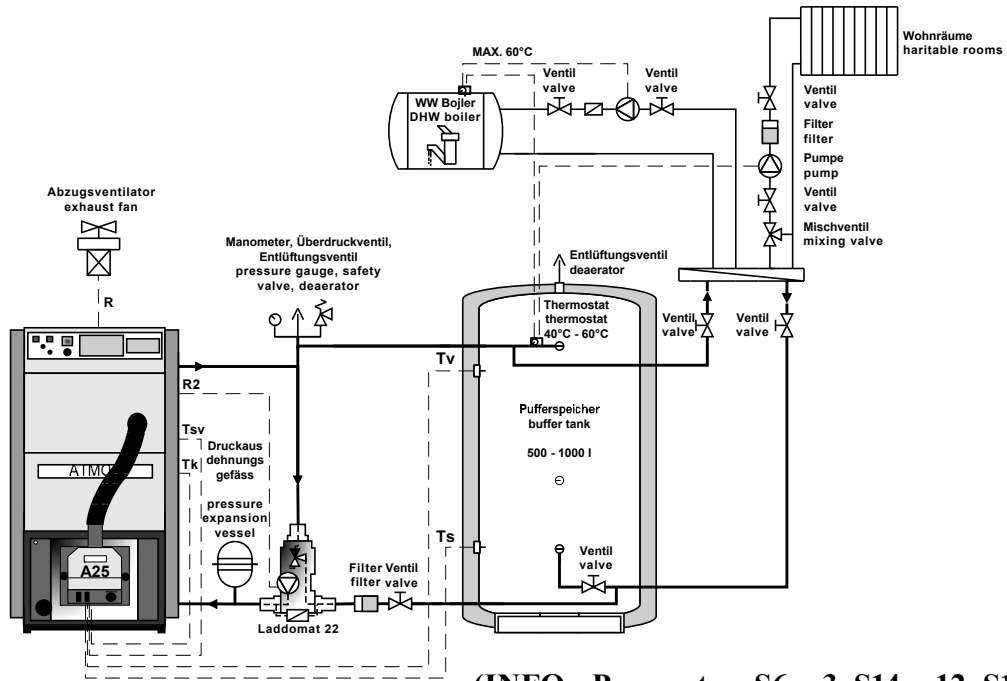 MAX. 60°C
Ventil
valve
Ventil
valve
Wohnräume
haritable rooms
WW Bojler
DHW boiler
Ventil
valve
Filter
filter
Pumpe
pump
Ventil
valve
Mischventil
mixing valve
Abzugsventilator
exhaust fan
R
Manometer, Überdruckventil,
Entlüftungsventil
pressure gauge, safety
valve, deaerator
Entlüftungsventil
deaerator
Thermostat
thermostat
40°C - 60°C
Ventil
valve
Ventil
valve
Tv
R2
Tsv
Tk
ATMO
Druckaus
dehnungs
gefäss
pressure
expansion
vessel
Pufferspeicher
buffer tank
500 - 1000 l
Ts
A25
Filter Ventil
filter valve
Ventil
valve
Laddomat 22